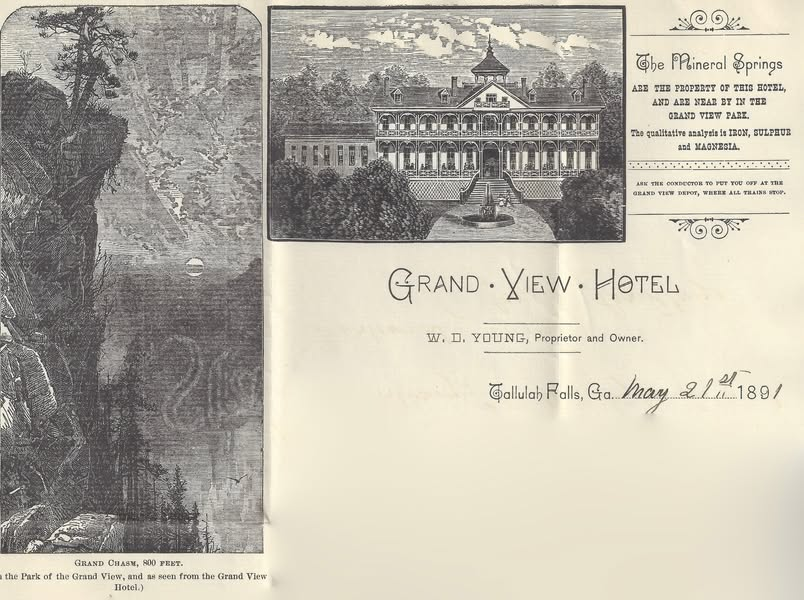 The Mineral Springs
ARE THE PROPERTY OF THIS HOTEL,
AND ARE NEAR BY IN THE
GRAND VIEW PARK.
The qualitative analysis is IRON, SULPHUR
and MAGNESIA.
ASK THE CONDUCTOR TO PUT YOU OFF AT THE
GRAND VIEW DEPOT, WHERE ALL TRAINS STOP.
GRAND · VIEW · HOTEL
W. D. YOUNG, Proprietor and Owner.
Tallulah Falls, Ga. May 21st 1891
GRAND CHASM, 800 FEET.
the Park of the Grand View, and as seen from the Grand View
Hotel.)